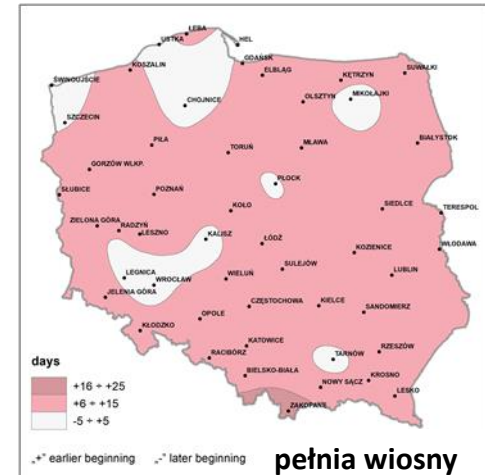 ŁEBA
USTKA
HEL
GDAŃSK
KOSZALIN
ELBLĄG
SUWAŁKI
KĘTRZYN
ŚWINOUJŚCIE
CHOJNICE
OLSZTYN
MIKOŁAJKI
SZCZECIN
PIŁA
TORUŃ
MŁAWA
BIAŁYSTOK
GORZÓW WLKP.
SŁUBICE
POZNAŃ
PŁOCK
KOŁO
SIEDLCE
TERESPOL
ZIELONA GÓRA
RADZYŃ
LESZNO
KALISZ
ŁÓDŹ
KOZIENICE
WŁODAWA
LEGNICA
WROCŁAW
WIELUŃ
SULEJÓW
LUBLIN
JELENIA GÓRA
OPOLE
CZĘSTOCHOWA
KIELCE
SANDOMIERZ
KŁODZKO
RACIBÓRZ
KATOWICE
TARNÓW
RZESZÓW
BIELSKO-BIAŁA
NOWY SĄCZ
KROSNO
LESKO
ZAKOPANE
days
+16 ÷ +25
+6 ÷ +15
-5 ÷ +5
„+" earlier beginning „-" later beginning
pełnia wiosny